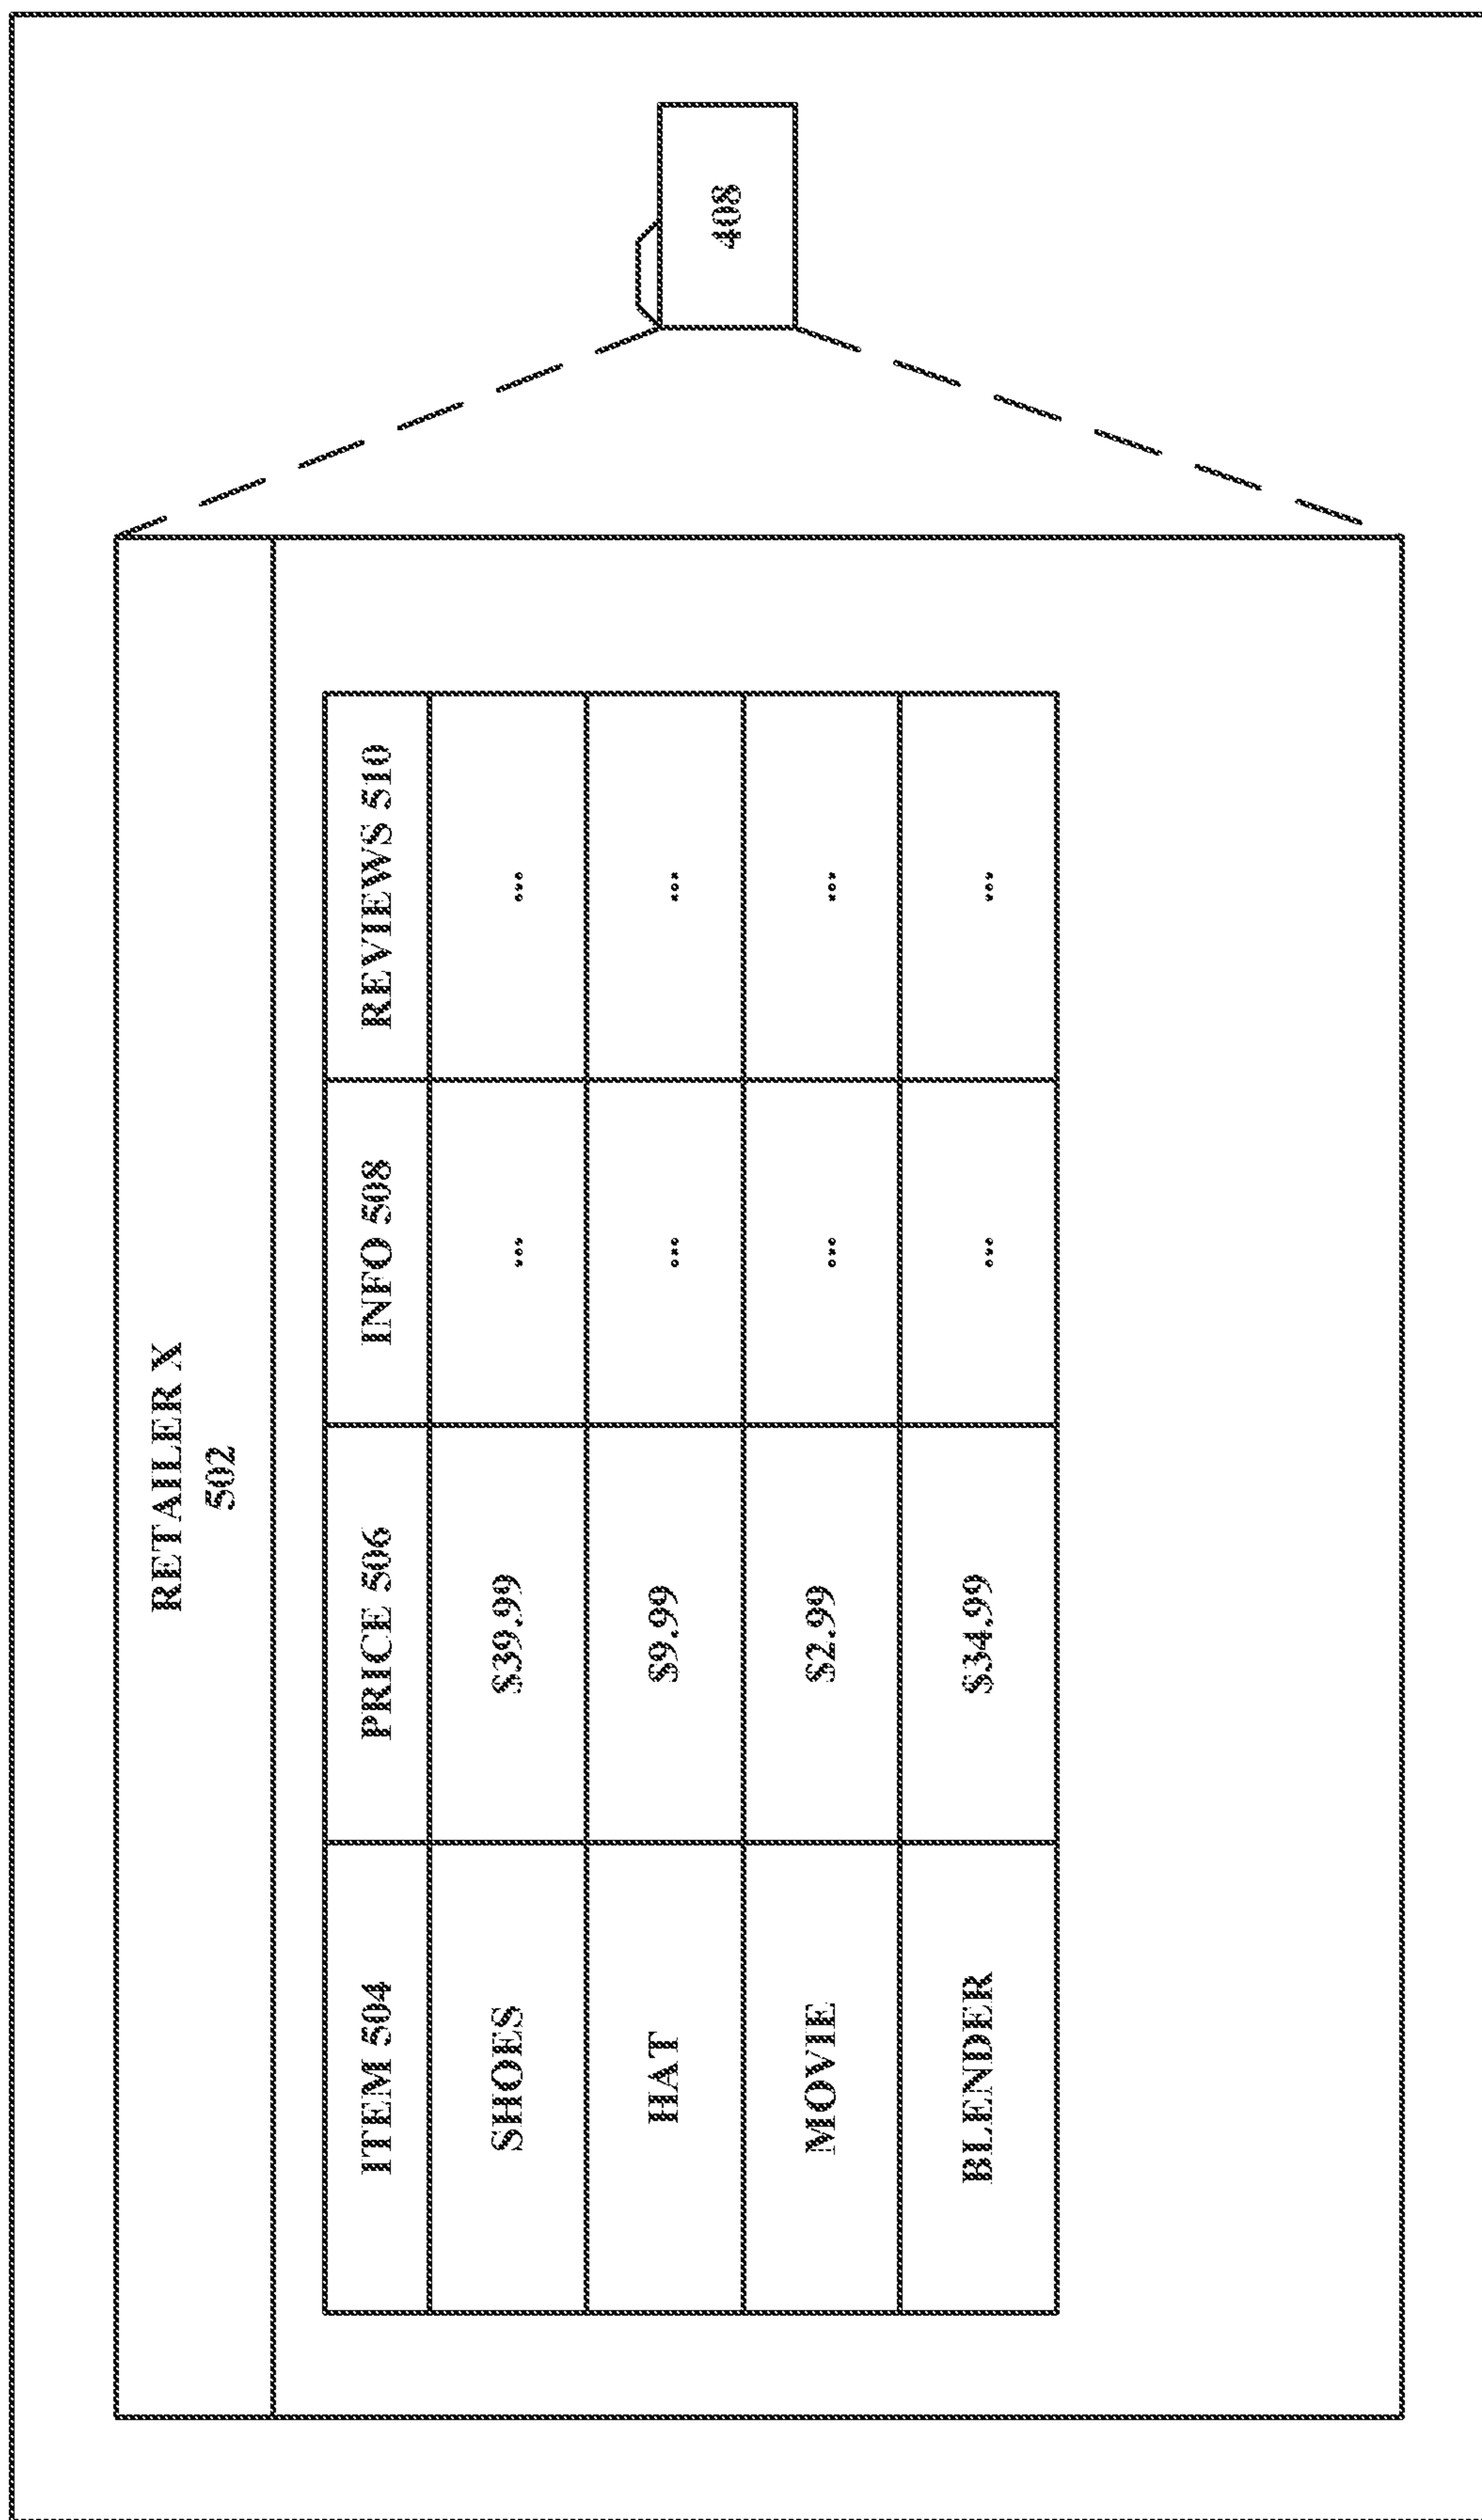 RETAILER X
502
ITEM 504 PRICE 506 INFO 508 REVIEWS 510
SHOES $39.99 ... ...
HAT $9.99 ... ...
MOVIE $2.99 ... ...
BLENDER $34.99 ... ...
408